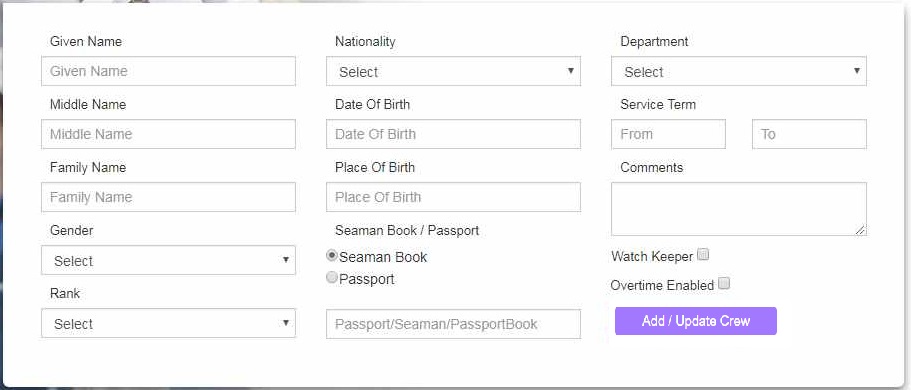 Given Name
Given Name
Middle Name
Middle Name
Family Name
Family Name
Gender
Select
Rank
Select
Nationality
Select
Date Of Birth
Date Of Birth
Place Of Birth
Place Of Birth
Seaman Book / Passport
Seaman Book
Passport
Passport/Seaman/PassportBook
Department
Select
Service Term
From To
Comments
Watch Keeper
Overtime Enabled
Add / Update Crew